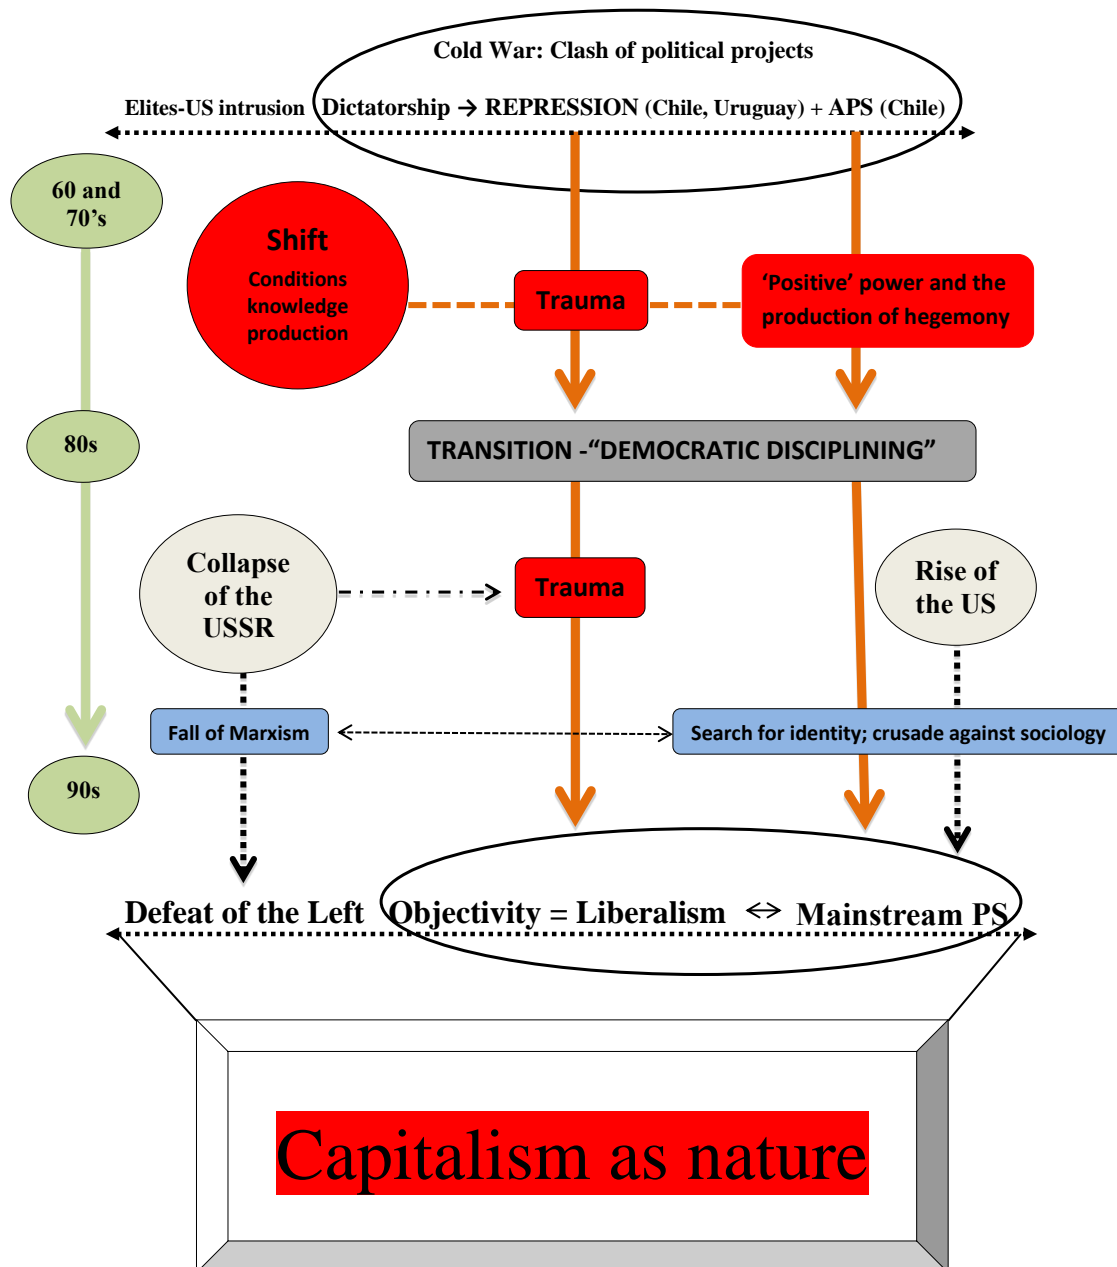 Cold War: Clash of political projects
Elites-US intrusion Dictatorship → REPRESSION (Chile, Uruguay) + APS (Chile)
60 and
70’s
Shift
Conditions
knowledge
production
Trauma
‘Positive’ power and the
production of hegemony
80s
TRANSITION -“DEMOCRATIC DISCIPLINING”
Collapse
of the
USSR
Trauma
Rise of
the US
Fall of Marxism
Search for identity; crusade against sociology
90s
Defeat of the Left Objectivity = Liberalism ↔ Mainstream PS
Capitalism as nature